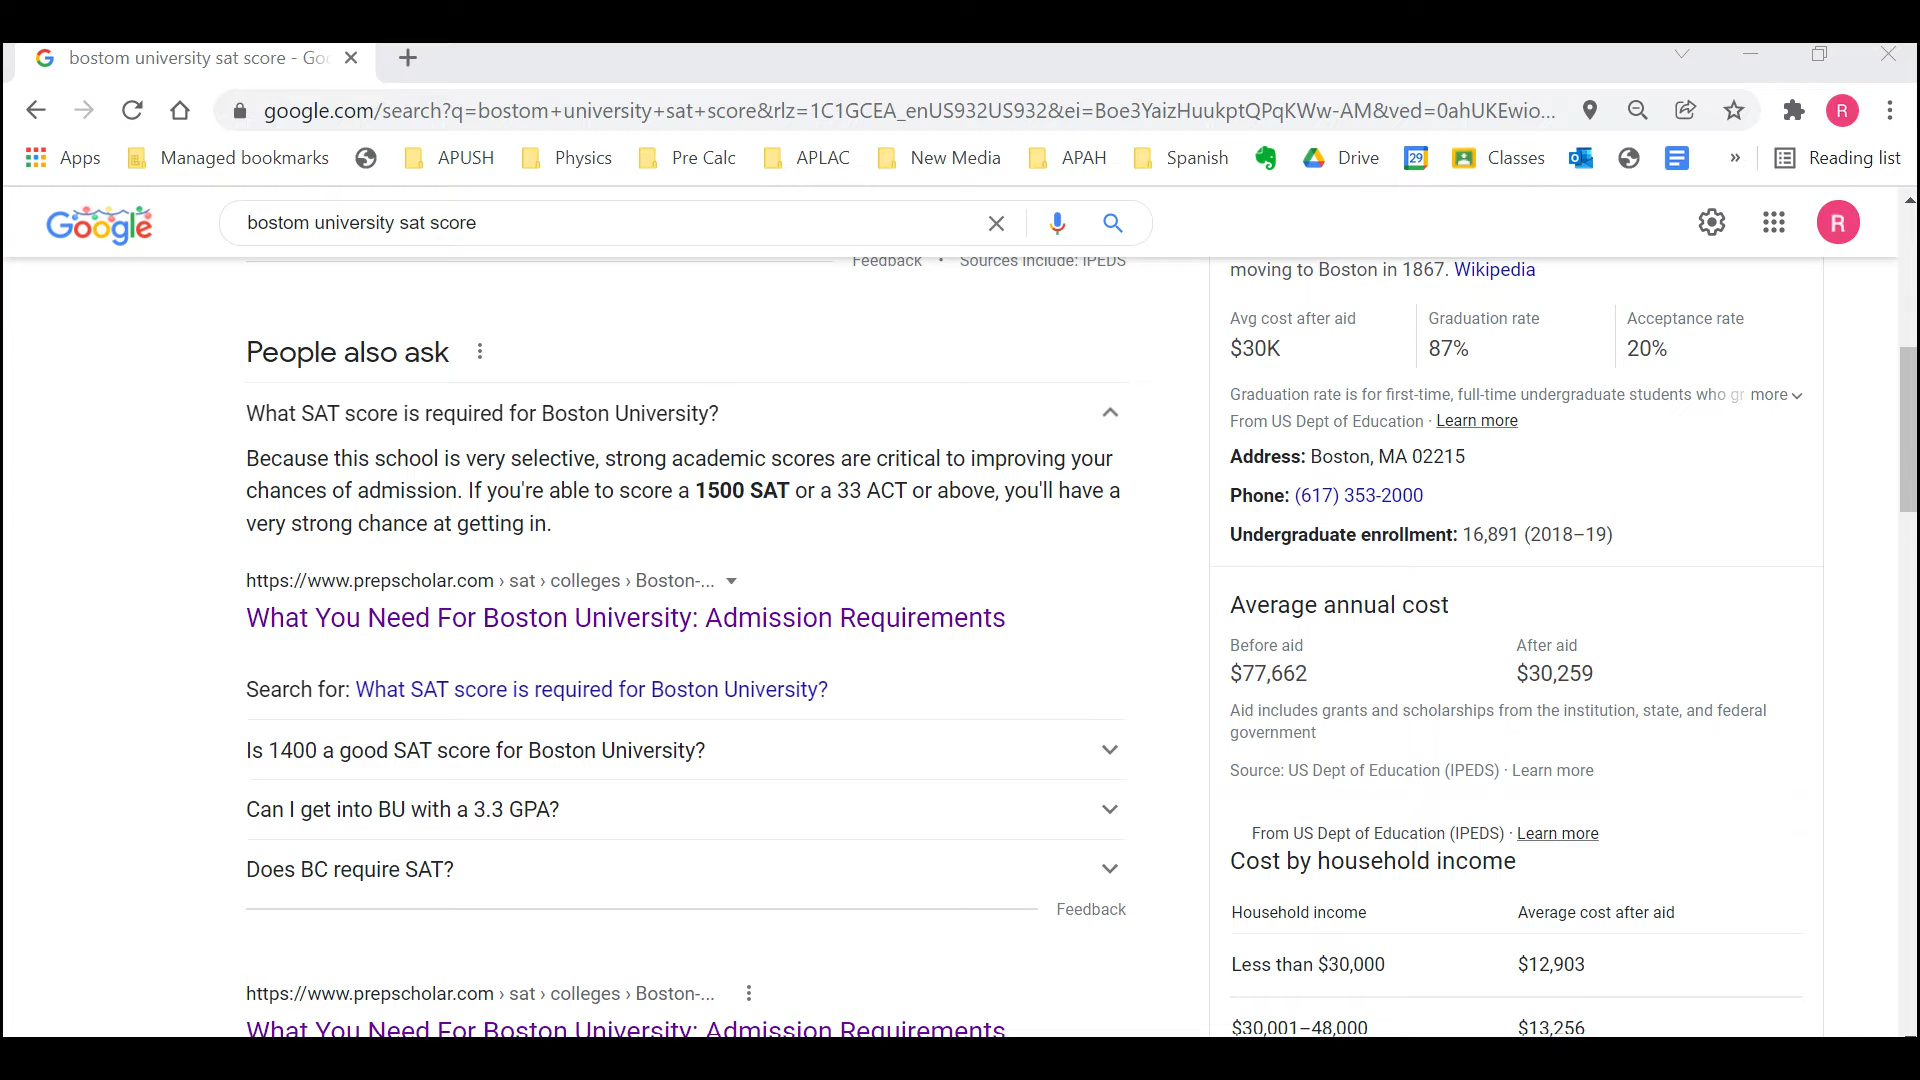 bostom university sat score - Goo
google.com/search?q=bostom+university+sat+score&rlz=1C1GCEA_enUS932US932&ei=Boe3YaizHuukptQPqKWw-AM&ved=0ahUKEwio...
R
Apps Managed bookmarks APUSH Physics Pre Calc APLAC New Media APAH Spanish Drive 29 Classes » Reading list
Google
bostom university sat score
R
Feedback • Sources include: IPEDS
People also ask
What SAT score is required for Boston University?
Because this school is very selective, strong academic scores are critical to improving your
chances of admission. If you're able to score a 1500 SAT or a 33 ACT or above, you'll have a
very strong chance at getting in.
https://www.prepscholar.com › sat › colleges › Boston-...
What You Need For Boston University: Admission Requirements
Search for: What SAT score is required for Boston University?
Is 1400 a good SAT score for Boston University?
Can I get into BU with a 3.3 GPA?
Does BC require SAT?
Feedback
https://www.prepscholar.com › sat › colleges › Boston-...
What You Need For Boston University: Admission Requirements
moving to Boston in 1867. Wikipedia
Avg cost after aid Graduation rate Acceptance rate
$30K 87% 20%
Graduation rate is for first-time, full-time undergraduate students who gr more
From US Dept of Education · Learn more
Address: Boston, MA 02215
Phone: (617) 353-2000
Undergraduate enrollment: 16,891 (2018–19)
Average annual cost
Before aid After aid
$77,662 $30,259
Aid includes grants and scholarships from the institution, state, and federal
government
Source: US Dept of Education (IPEDS) · Learn more
From US Dept of Education (IPEDS) · Learn more
Cost by household income
Household income Average cost after aid
Less than $30,000 $12,903
$30,001–48,000 $13,256